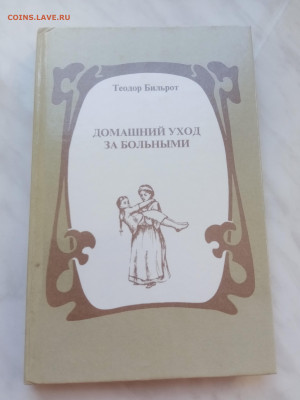 COINS.LAVE.RU
Теодор Бильрот
ДОМАШНИЙ УХОД
ЗА БОЛЬНЫМИ